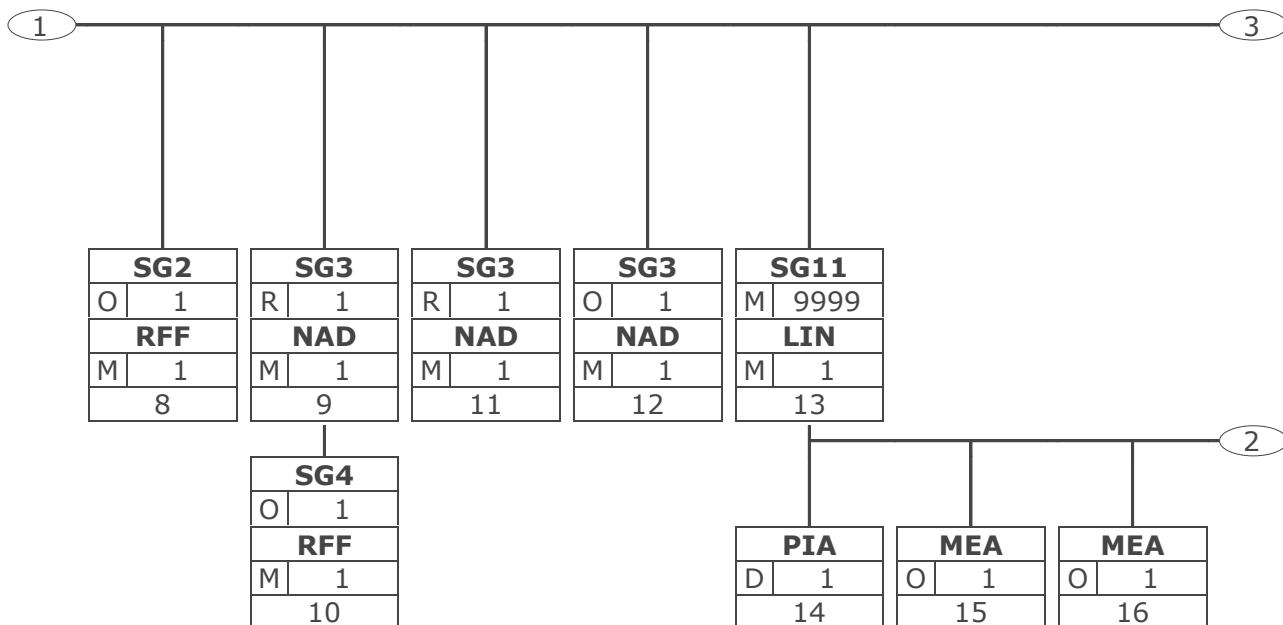 1 3
SG2 SG3 SG3 SG3 SG11
O 1 R 1 R 1 O 1 M 9999
RFF NAD NAD NAD LIN
M 1 M 1 M 1 M 1 M 1
8 9 11 12 13
2
SG4
O 1
RFF PIA MEA MEA
M 1 D 1 O 1 O 1
10 14 15 16